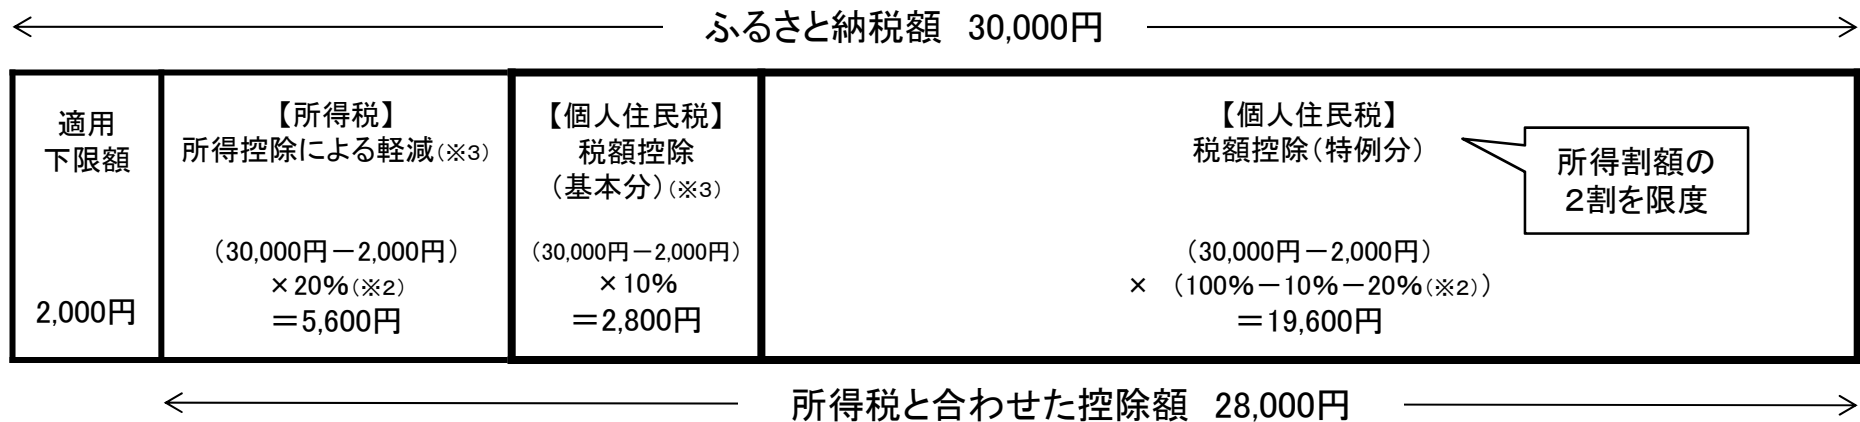 ふるさと納税額　30,000円
適用
下限額
2,000円
【所得税】
所得控除による軽減（※3）
（30,000円－2,000円）
×20％（※2）
＝5,600円
【個人住民税】
税額控除
（基本分）（※3）
（30,000円－2,000円）
×10％
＝2,800円
【個人住民税】
税額控除（特例分）
（30,000円－2,000円）
×　（100％－10％－20％（※2））
＝19,600円
所得割額の
２割を限度
所得税と合わせた控除額　28,000円